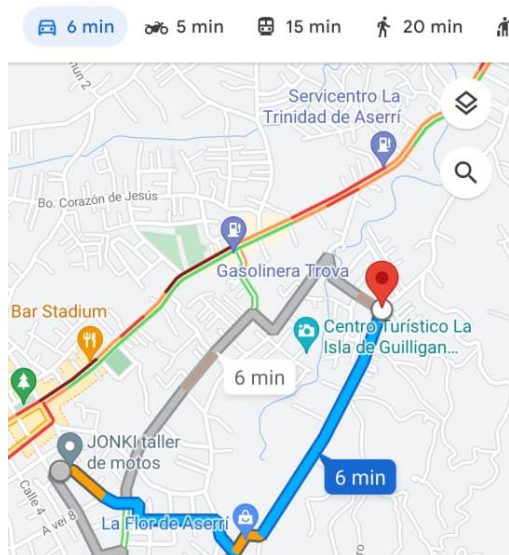 6 min
5 min
15 min
20 min
Servicentro La
Trinidad de Aserrí
Bo. Corazón de Jesús
Gasolinera Trova
Bar Stadium
Centro Turístico La
Isla de Guilligan...
6 min
JONKI taller
de motos
6 min
Calle 4
A vei 8
La Flor de Aserrí